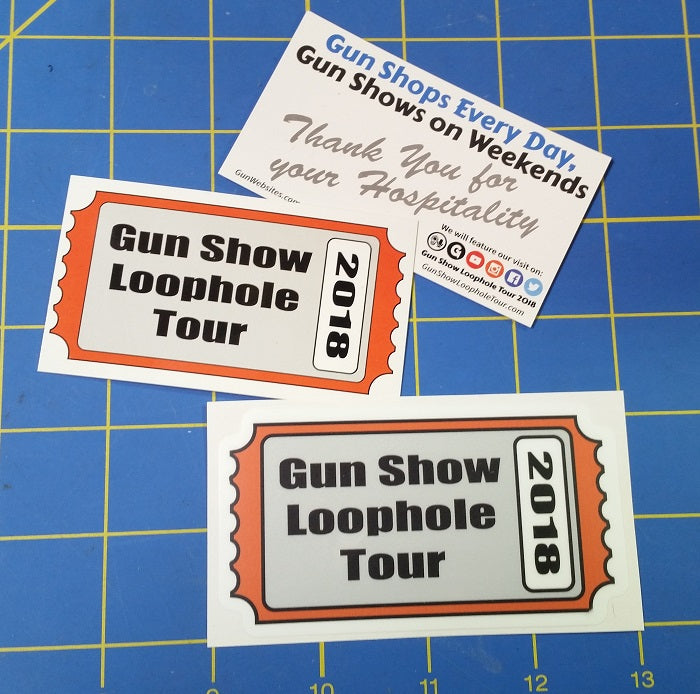 Gun Shops Every Day,
Gun Shows on Weekends
Thank You for
your Hospitality
GunWebsites.com
We will feature our visit on:
Gun Show Loophole Tour 2018
GunShowLoopholeTour.com
Gun Show
Loophole
Tour
2018
Gun Show
Loophole
Tour
2018
9
10
11
12
13